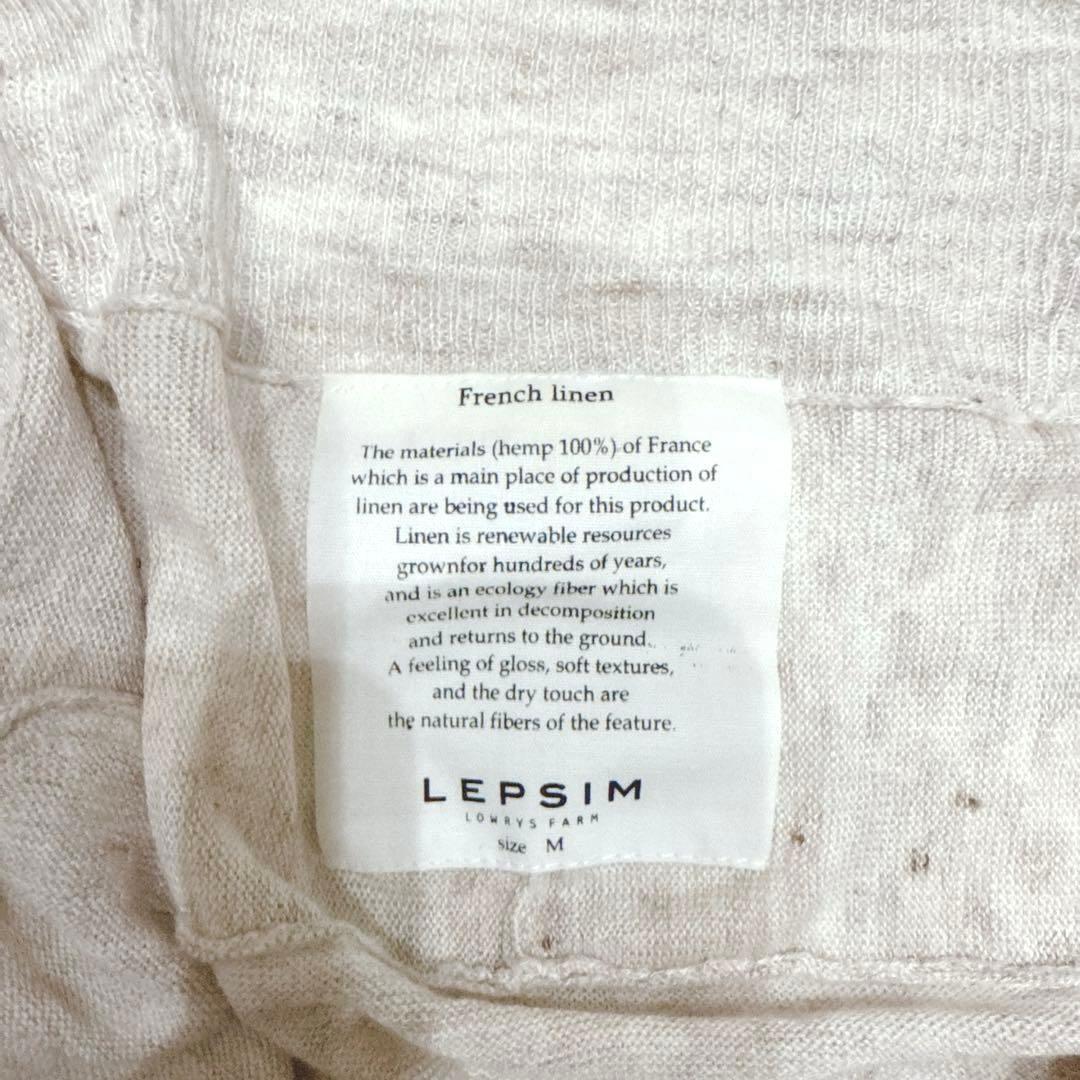 French linen
The materials (hemp 100%) of France
which is a main place of production of
linen are being used for this product.
Linen is renewable resources
grownfor hundreds of years,
and is an ecology fiber which is
excellent in decomposition
and returns to the ground.
A feeling of gloss, soft textures,
and the dry touch are
the natural fibers of the feature.
LEPSIM
LOWRYS FARM
size M